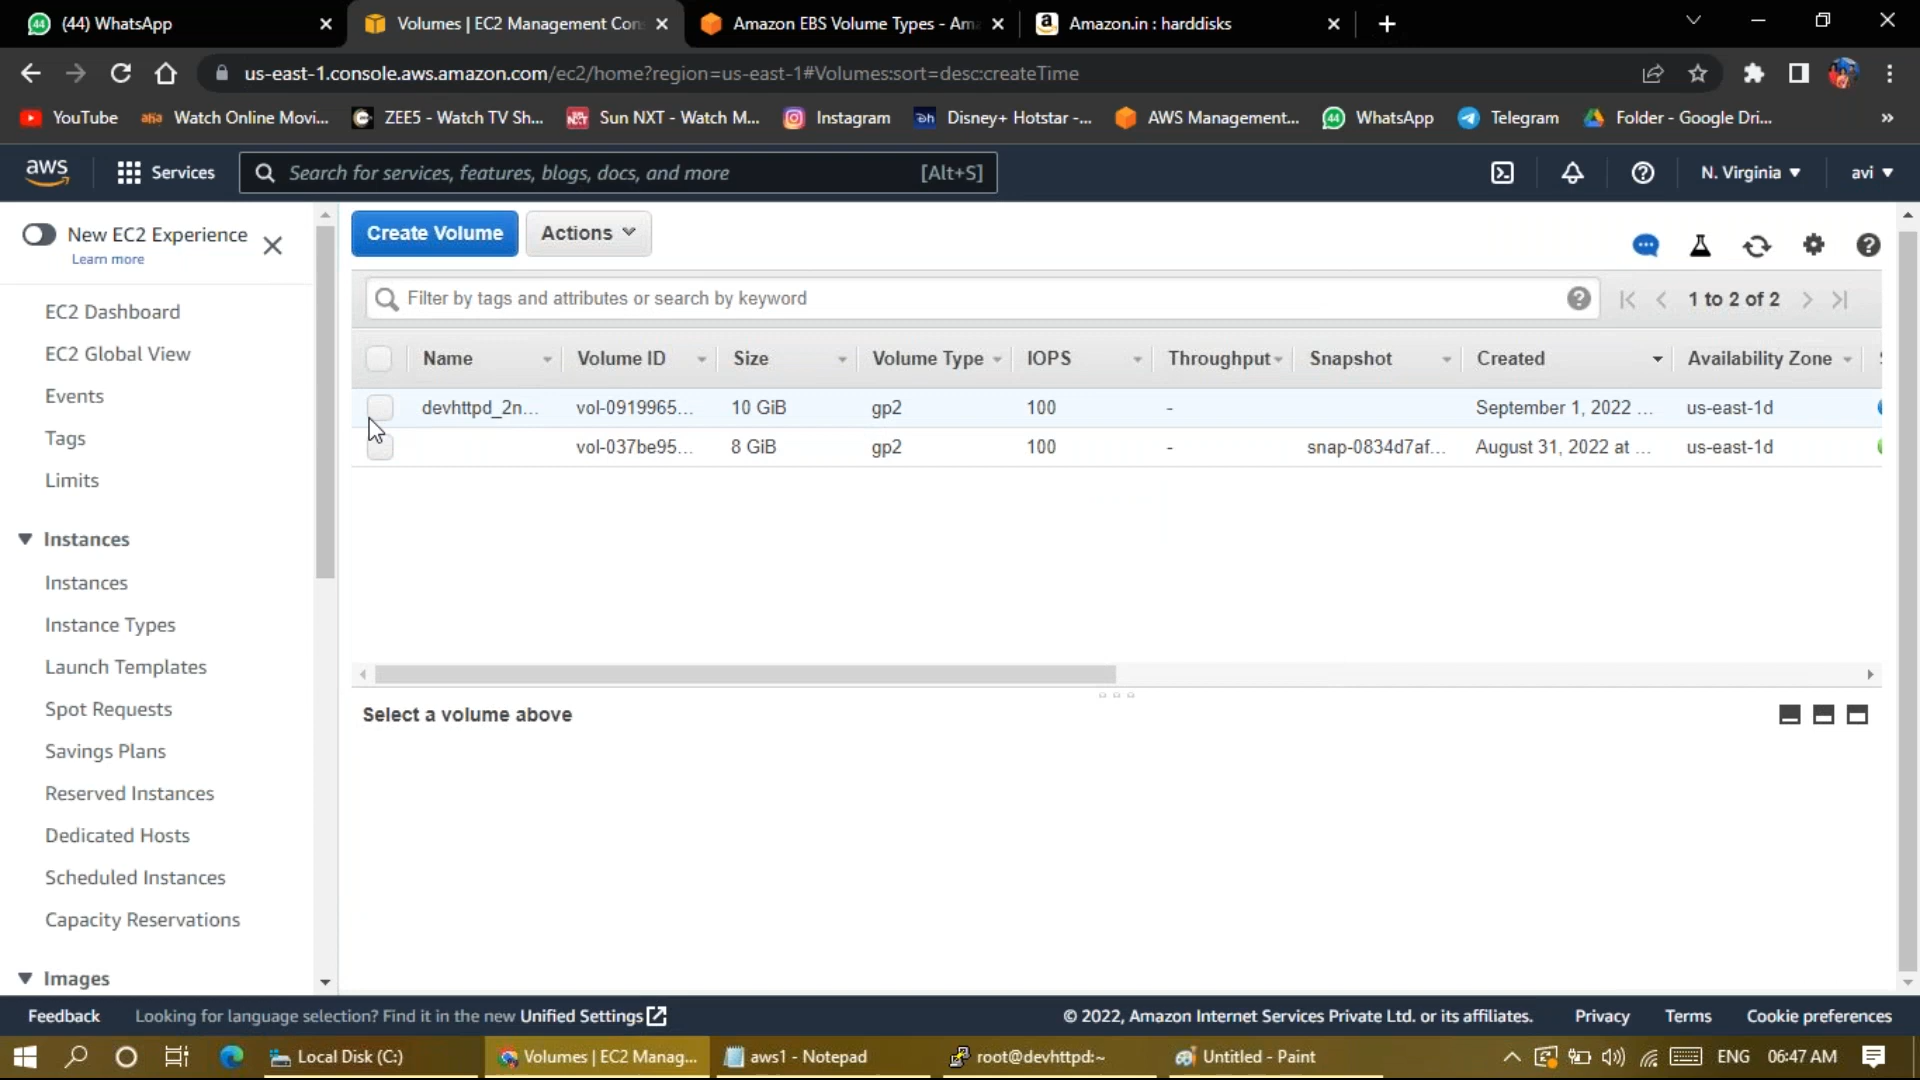 (44) WhatsApp
Volumes | EC2 Management Con
Amazon EBS Volume Types - Am
Amazon.in : harddisks
us-east-1.console.aws.amazon.com/ec2/home?region=us-east-1#Volumes:sort=desc:createTime
YouTube
aha Watch Online Movi...
ZEE5 - Watch TV Sh...
Sun NXT - Watch M...
Instagram
Disney+ Hotstar -...
AWS Management...
44 WhatsApp
Telegram
Folder - Google Dri...
»
aws
Services
Search for services, features, blogs, docs, and more [Alt+S]
N. Virginia
avi
New EC2 Experience
Learn more
Create Volume
Actions
EC2 Dashboard
EC2 Global View
Events
Tags
Limits
Instances
Instances
Instance Types
Launch Templates
Spot Requests
Savings Plans
Reserved Instances
Dedicated Hosts
Scheduled Instances
Capacity Reservations
Images
Filter by tags and attributes or search by keyword
1 to 2 of 2
Name Volume ID Size Volume Type IOPS Throughput Snapshot Created Availability Zone
devhttpd_2n... vol-0919965... 10 GiB gp2 100 - September 1, 2022 ... us-east-1d
vol-037be95... 8 GiB gp2 100 - snap-0834d7af... August 31, 2022 at ... us-east-1d
Select a volume above
Feedback
Looking for language selection? Find it in the new Unified Settings
© 2022, Amazon Internet Services Private Ltd. or its affiliates.
Privacy
Terms
Cookie preferences
Local Disk (C:)
Volumes | EC2 Manag...
aws1 - Notepad
root@devhttpd:~
Untitled - Paint
ENG
06:47 AM